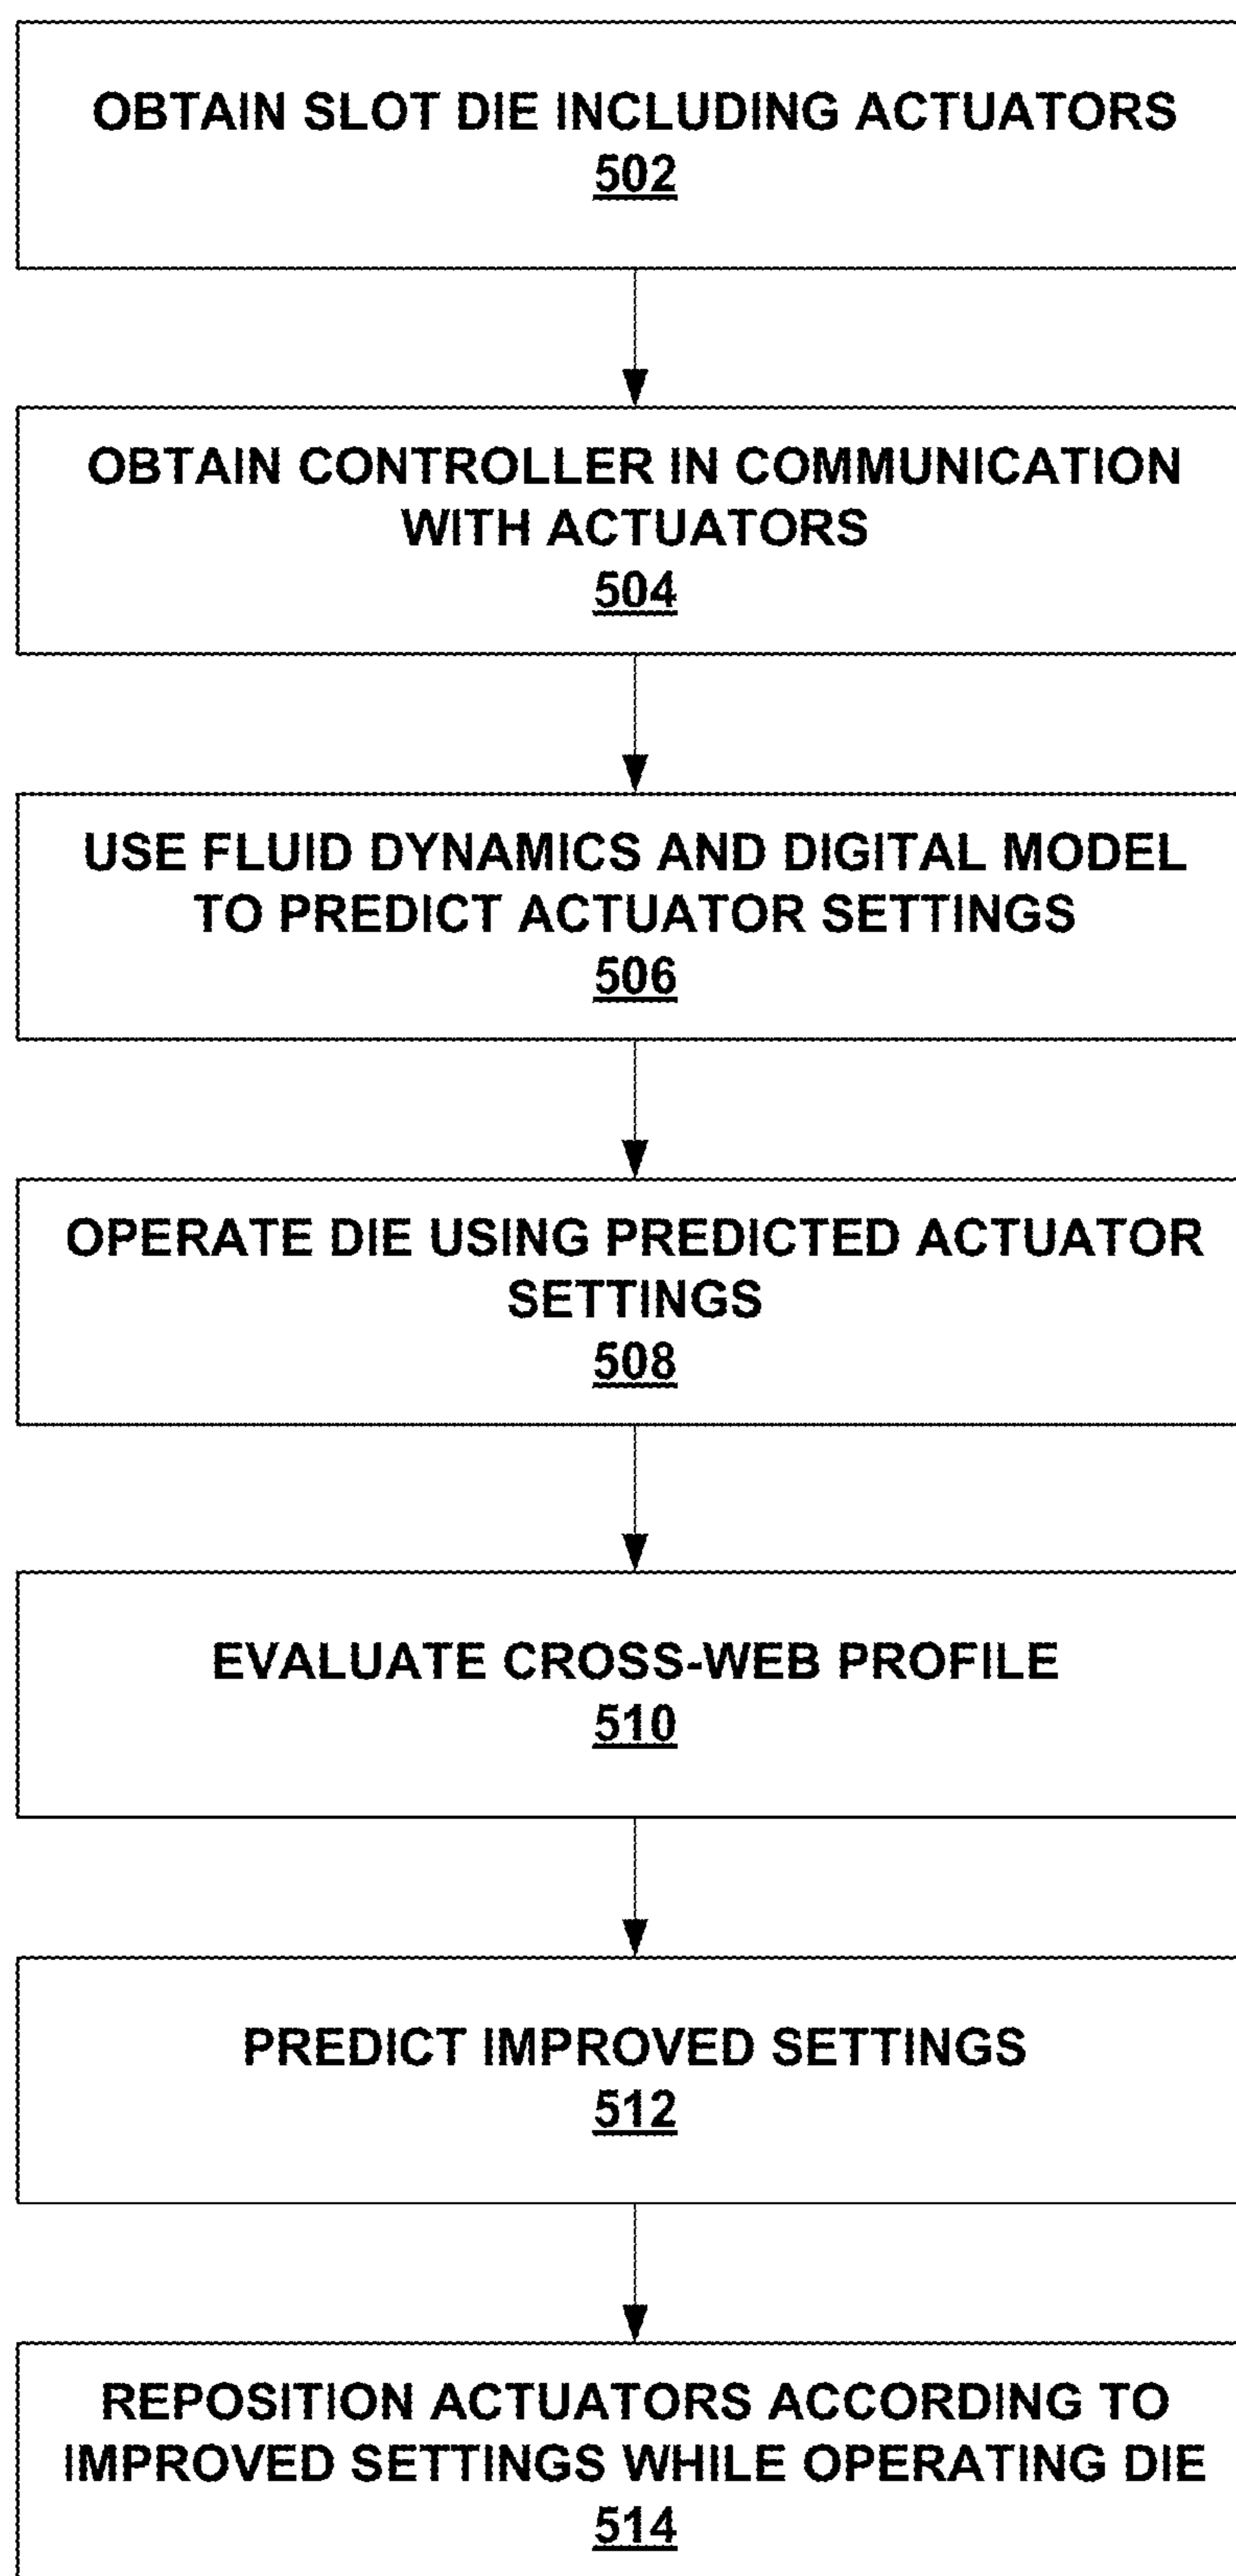 OBTAIN SLOT DIE INCLUDING ACTUATORS
502
OBTAIN CONTROLLER IN COMMUNICATION
WITH ACTUATORS
504
USE FLUID DYNAMICS AND DIGITAL MODEL
TO PREDICT ACTUATOR SETTINGS
506
OPERATE DIE USING PREDICTED ACTUATOR
SETTINGS
508
EVALUATE CROSS-WEB PROFILE
510
PREDICT IMPROVED SETTINGS
512
REPOSITION ACTUATORS ACCORDING TO
IMPROVED SETTINGS WHILE OPERATING DIE
514